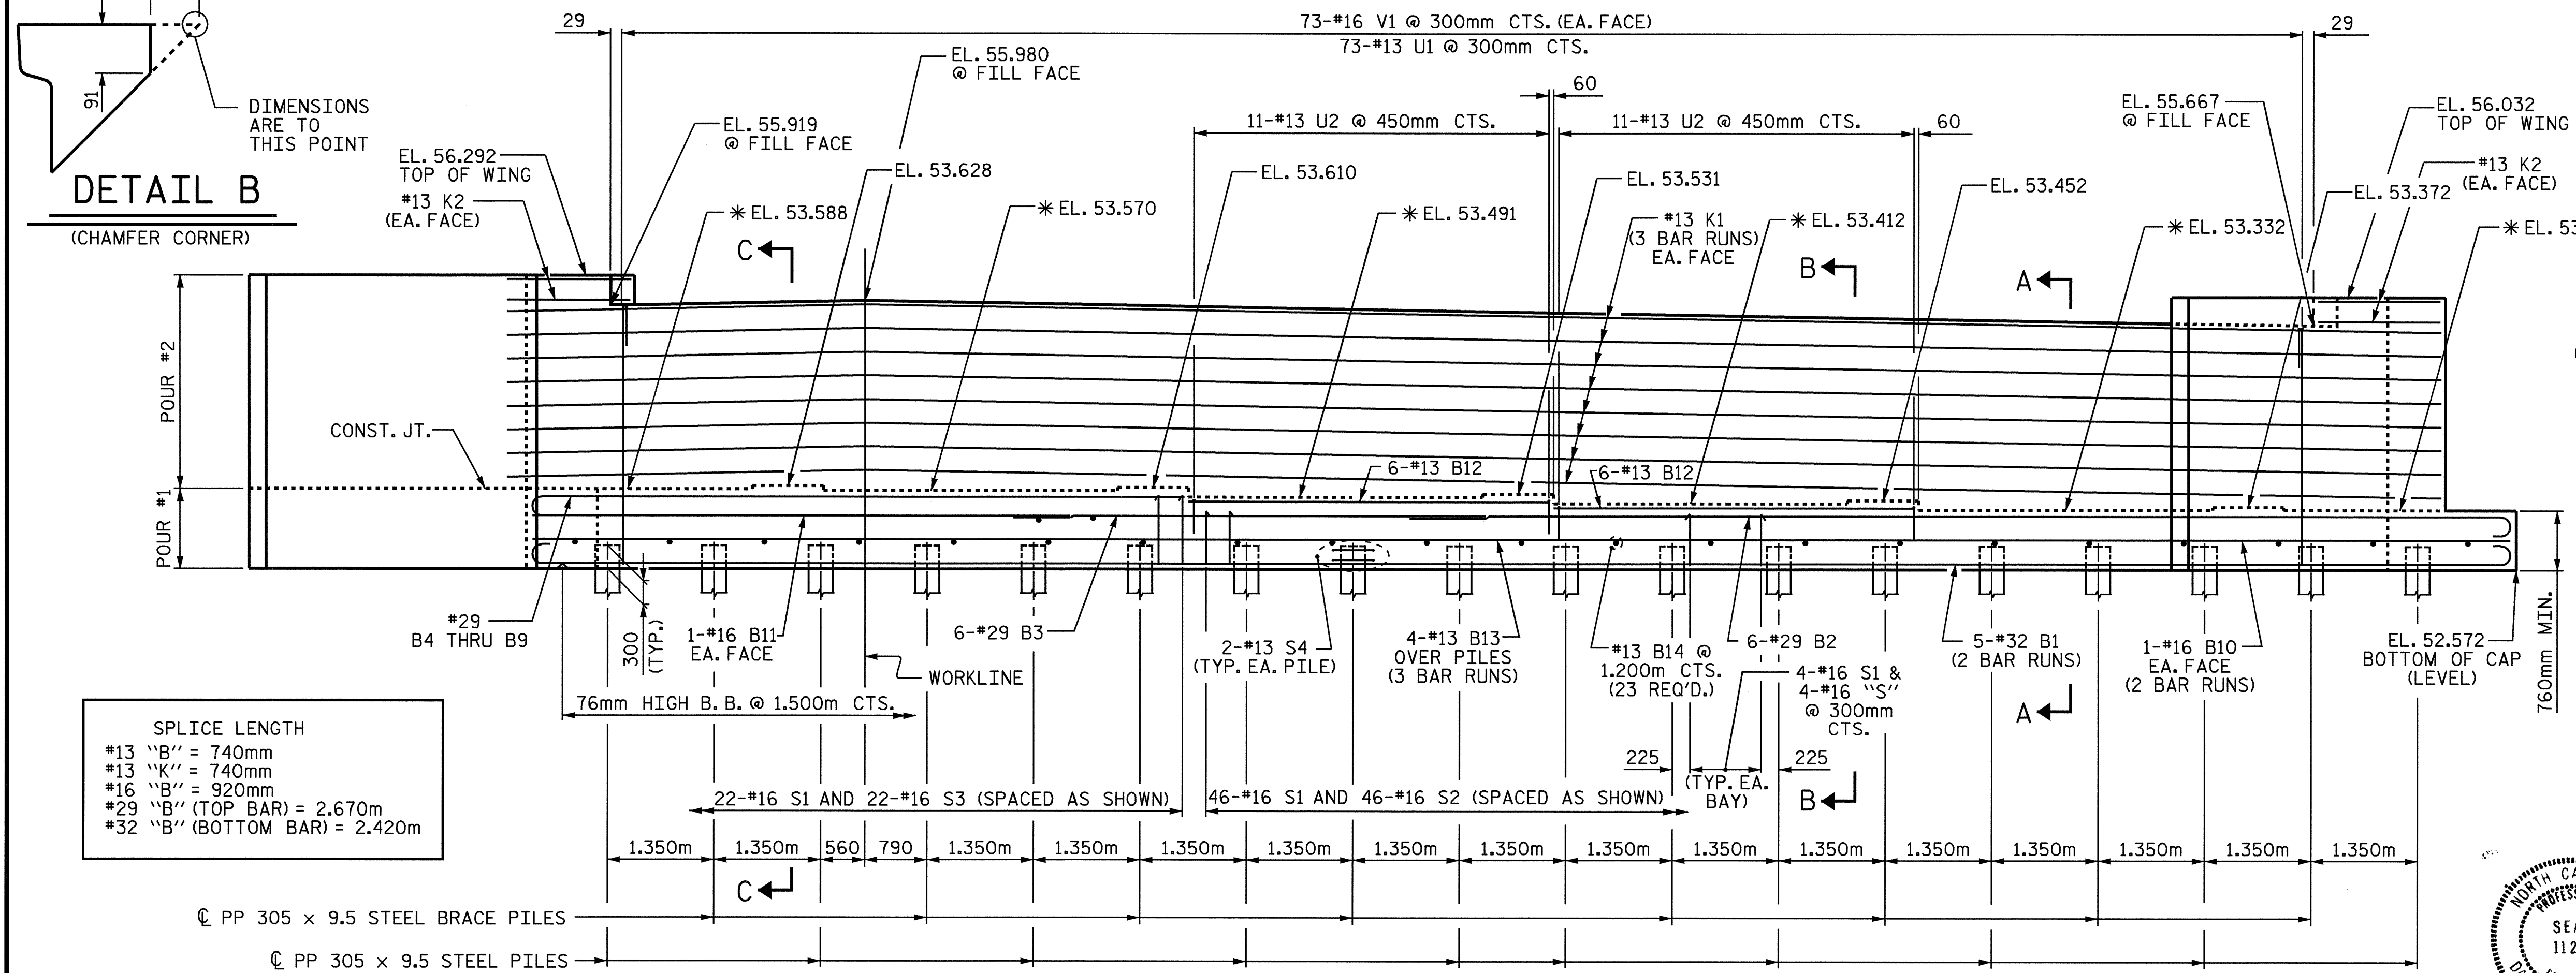 29
73-#16 V1 @ 300mm CTS. (EA. FACE)
73-#13 U1 @ 300mm CTS.
29
91
DIMENSIONS
ARE TO
THIS POINT
DETAIL B
(CHAMFER CORNER)
EL. 55.980
@ FILL FACE
EL. 55.919
@ FILL FACE
EL. 56.292
TOP OF WING
#13 K2
(EA. FACE)
EL. 53.628
✳ EL. 53.588
✳ EL. 53.570
C
60
11-#13 U2 @ 450mm CTS.
11-#13 U2 @ 450mm CTS.
60
EL. 53.610
✳ EL. 53.491
EL. 53.531
#13 K1
(3 BAR RUNS)
EA. FACE
✳ EL. 53.412
EL. 53.452
B
A
EL. 55.667
@ FILL FACE
EL. 56.032
TOP OF WING
#13 K2
(EA. FACE)
EL. 53.372
✳ EL. 53.332
✳ EL. 53
POUR #2
POUR #1
CONST. JT.
6-#13 B12
6-#13 B12
#29
B4 THRU B9
300
(TYP.)
1-#16 B11
EA. FACE
WORKLINE
6-#29 B3
2-#13 S4
(TYP. EA. PILE)
4-#13 B13
OVER PILES
(3 BAR RUNS)
#13 B14 @
1.200m CTS.
(23 REQ'D.)
6-#29 B2
4-#16 S1 &
4-#16 "S"
@ 300mm
CTS.
5-#32 B1
(2 BAR RUNS)
1-#16 B10
EA. FACE
(2 BAR RUNS)
EL. 52.572
BOTTOM OF CAP
(LEVEL)
760mm MIN.
A
76mm HIGH B.B. @ 1.500m CTS.
SPLICE LENGTH
#13 "B" = 740mm
#13 "K" = 740mm
#16 "B" = 920mm
#29 "B" (TOP BAR) = 2.670m
#32 "B" (BOTTOM BAR) = 2.420m
225
(TYP. EA.
BAY)
225
B
22-#16 S1 AND 22-#16 S3 (SPACED AS SHOWN)
46-#16 S1 AND 46-#16 S2 (SPACED AS SHOWN)
1.350m 1.350m 560 790 1.350m 1.350m 1.350m 1.350m 1.350m 1.350m 1.350m 1.350m 1.350m 1.350m 1.350m 1.350m 1.350m 1.350m
C
℄ PP 305 x 9.5 STEEL BRACE PILES
℄ PP 305 x 9.5 STEEL PILES
NORTH CA
PROFESS
SEA
112